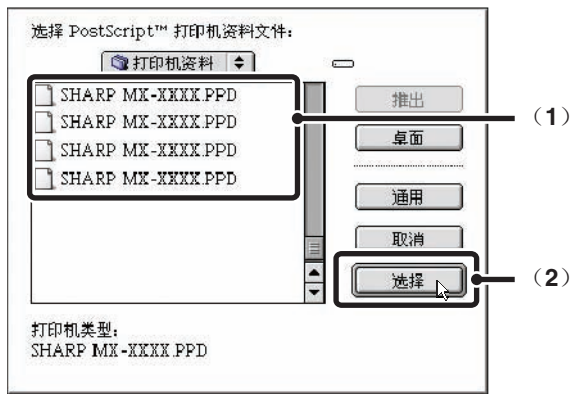 选择 PostScript™ 打印机资料文件:
打印机资料
SHARP MX-XXXX.PPD
SHARP MX-XXXX.PPD
SHARP MX-XXXX.PPD
SHARP MX-XXXX.PPD
推出
桌面
通用
取消
选择
(1)
(2)
打印机类型:
SHARP MX-XXXX.PPD